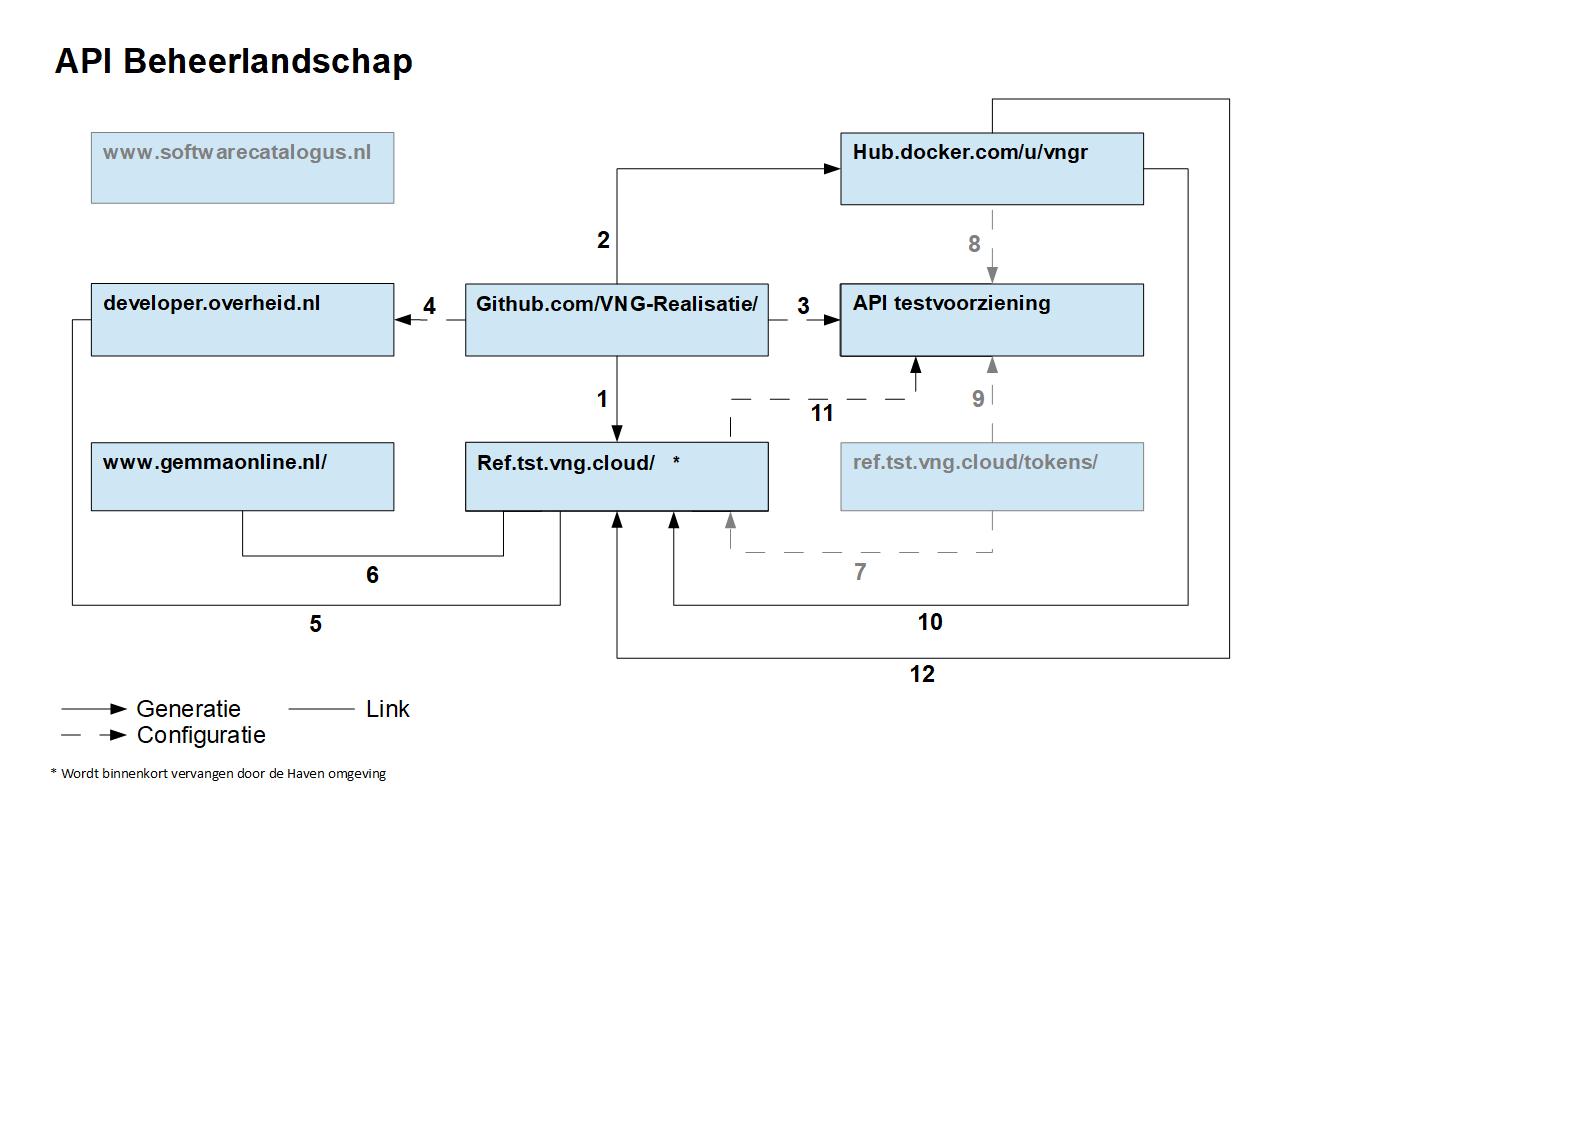 API Beheerlandschap
www.softwarecatalogus.nl
Hub.docker.com/u/vngr
2
8
developer.overheid.nl
4
Github.com/VNG-Realisatie/
3
API testvoorziening
1
11
9
www.gemmaonline.nl/
Ref.tst.vng.cloud/ *
ref.tst.vng.cloud/tokens/
6
7
5
10
12
Generatie
Link
Configuratie
* Wordt binnenkort vervangen door de Haven omgeving